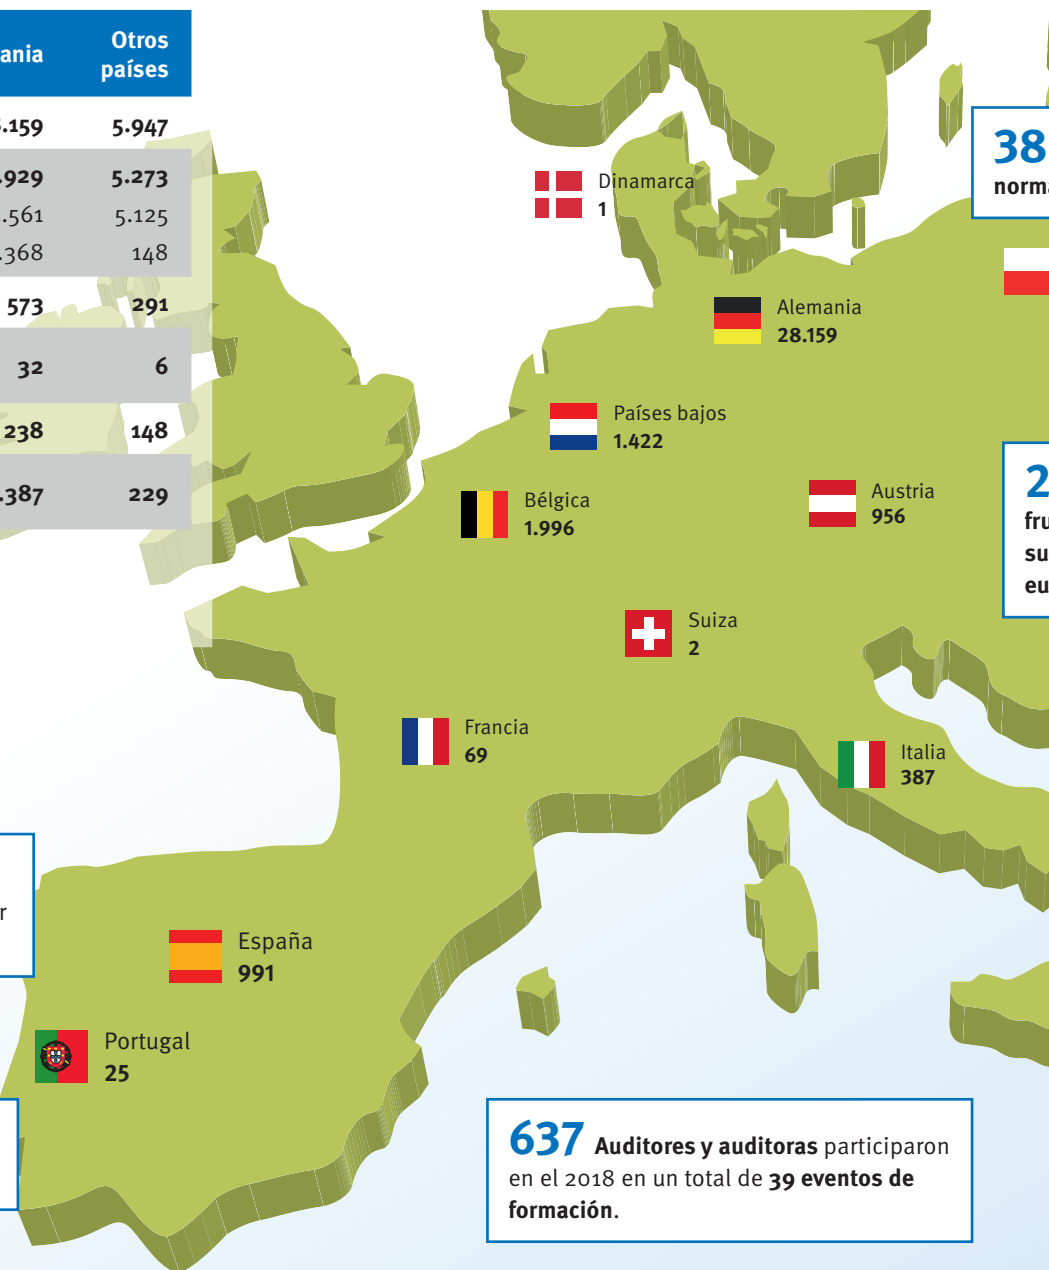 Otros
países
5.947
5.273
5.125
148
573 291
32 6
238 148
229
38
Dinamarca
1
Alemania
28.159
Países bajos
1.422
Bélgica
1.996
Austria
956
2
Suiza
2
Francia
69
Italia
387
España
991
Portugal
25
637 Auditores y auditoras participaron
en el 2018 en un total de 39 eventos de
formación.